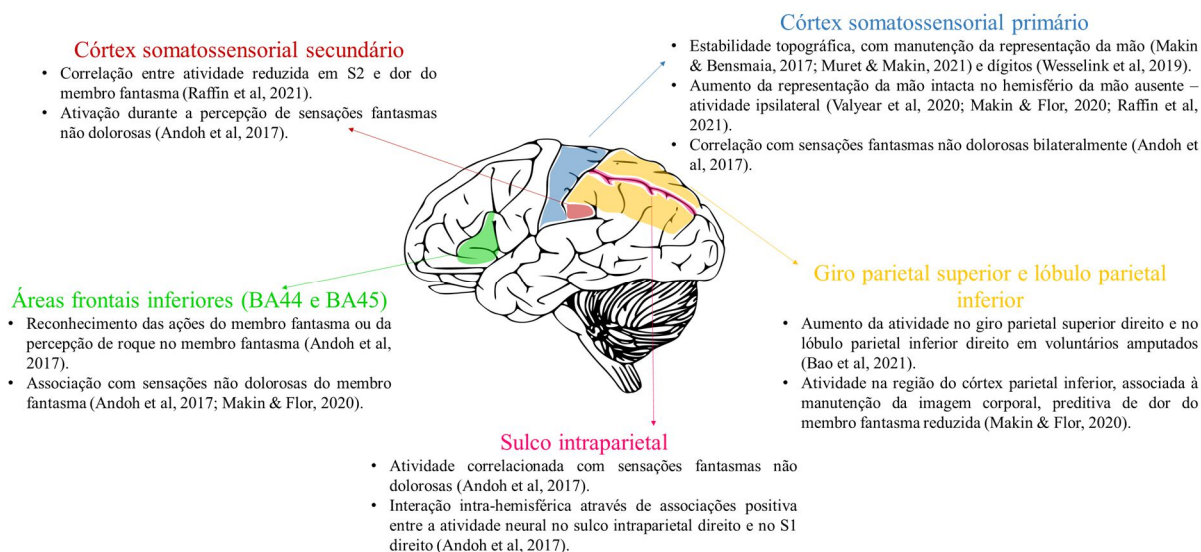 Córtex somatossensorial secundário
• Correlação entre atividade reduzida em S2 e dor do
membro fantasma (Raffin et al, 2021).
• Ativação durante a percepção de sensações fantasmas
não dolorosas (Andoh et al, 2017).
Córtex somatossensorial primário
• Estabilidade topográfica, com manutenção da representação da mão (Makin
& Bensmaia, 2017; Muret & Makin, 2021) e dígitos (Wesselink et al, 2019).
• Aumento da representação da mão intacta no hemisfério da mão ausente –
atividade ipsilateral (Valyear et al, 2020; Makin & Flor, 2020; Raffin et al,
2021).
• Correlação com sensações fantasmas não dolorosas bilateralmente (Andoh et
al, 2017).
Áreas frontais inferiores (BA44 e BA45)
• Reconhecimento das ações do membro fantasma ou da
percepção de roque no membro fantasma (Andoh et al,
2017).
• Associação com sensações não dolorosas do membro
fantasma (Andoh et al, 2017; Makin & Flor, 2020).
Giro parietal superior e lóbulo parietal
inferior
• Aumento da atividade no giro parietal superior direito e no
lóbulo parietal inferior direito em voluntários amputados
(Bao et al, 2021).
• Atividade na região do córtex parietal inferior, associada à
manutenção da imagem corporal, preditiva de dor do
membro fantasma reduzida (Makin & Flor, 2020).
Sulco intraparietal
• Atividade correlacionada com sensações fantasmas não
dolorosas (Andoh et al, 2017).
• Interação intra-hemisférica através de associações positiva
entre a atividade neural no sulco intraparietal direito e no S1
direito (Andoh et al, 2017).